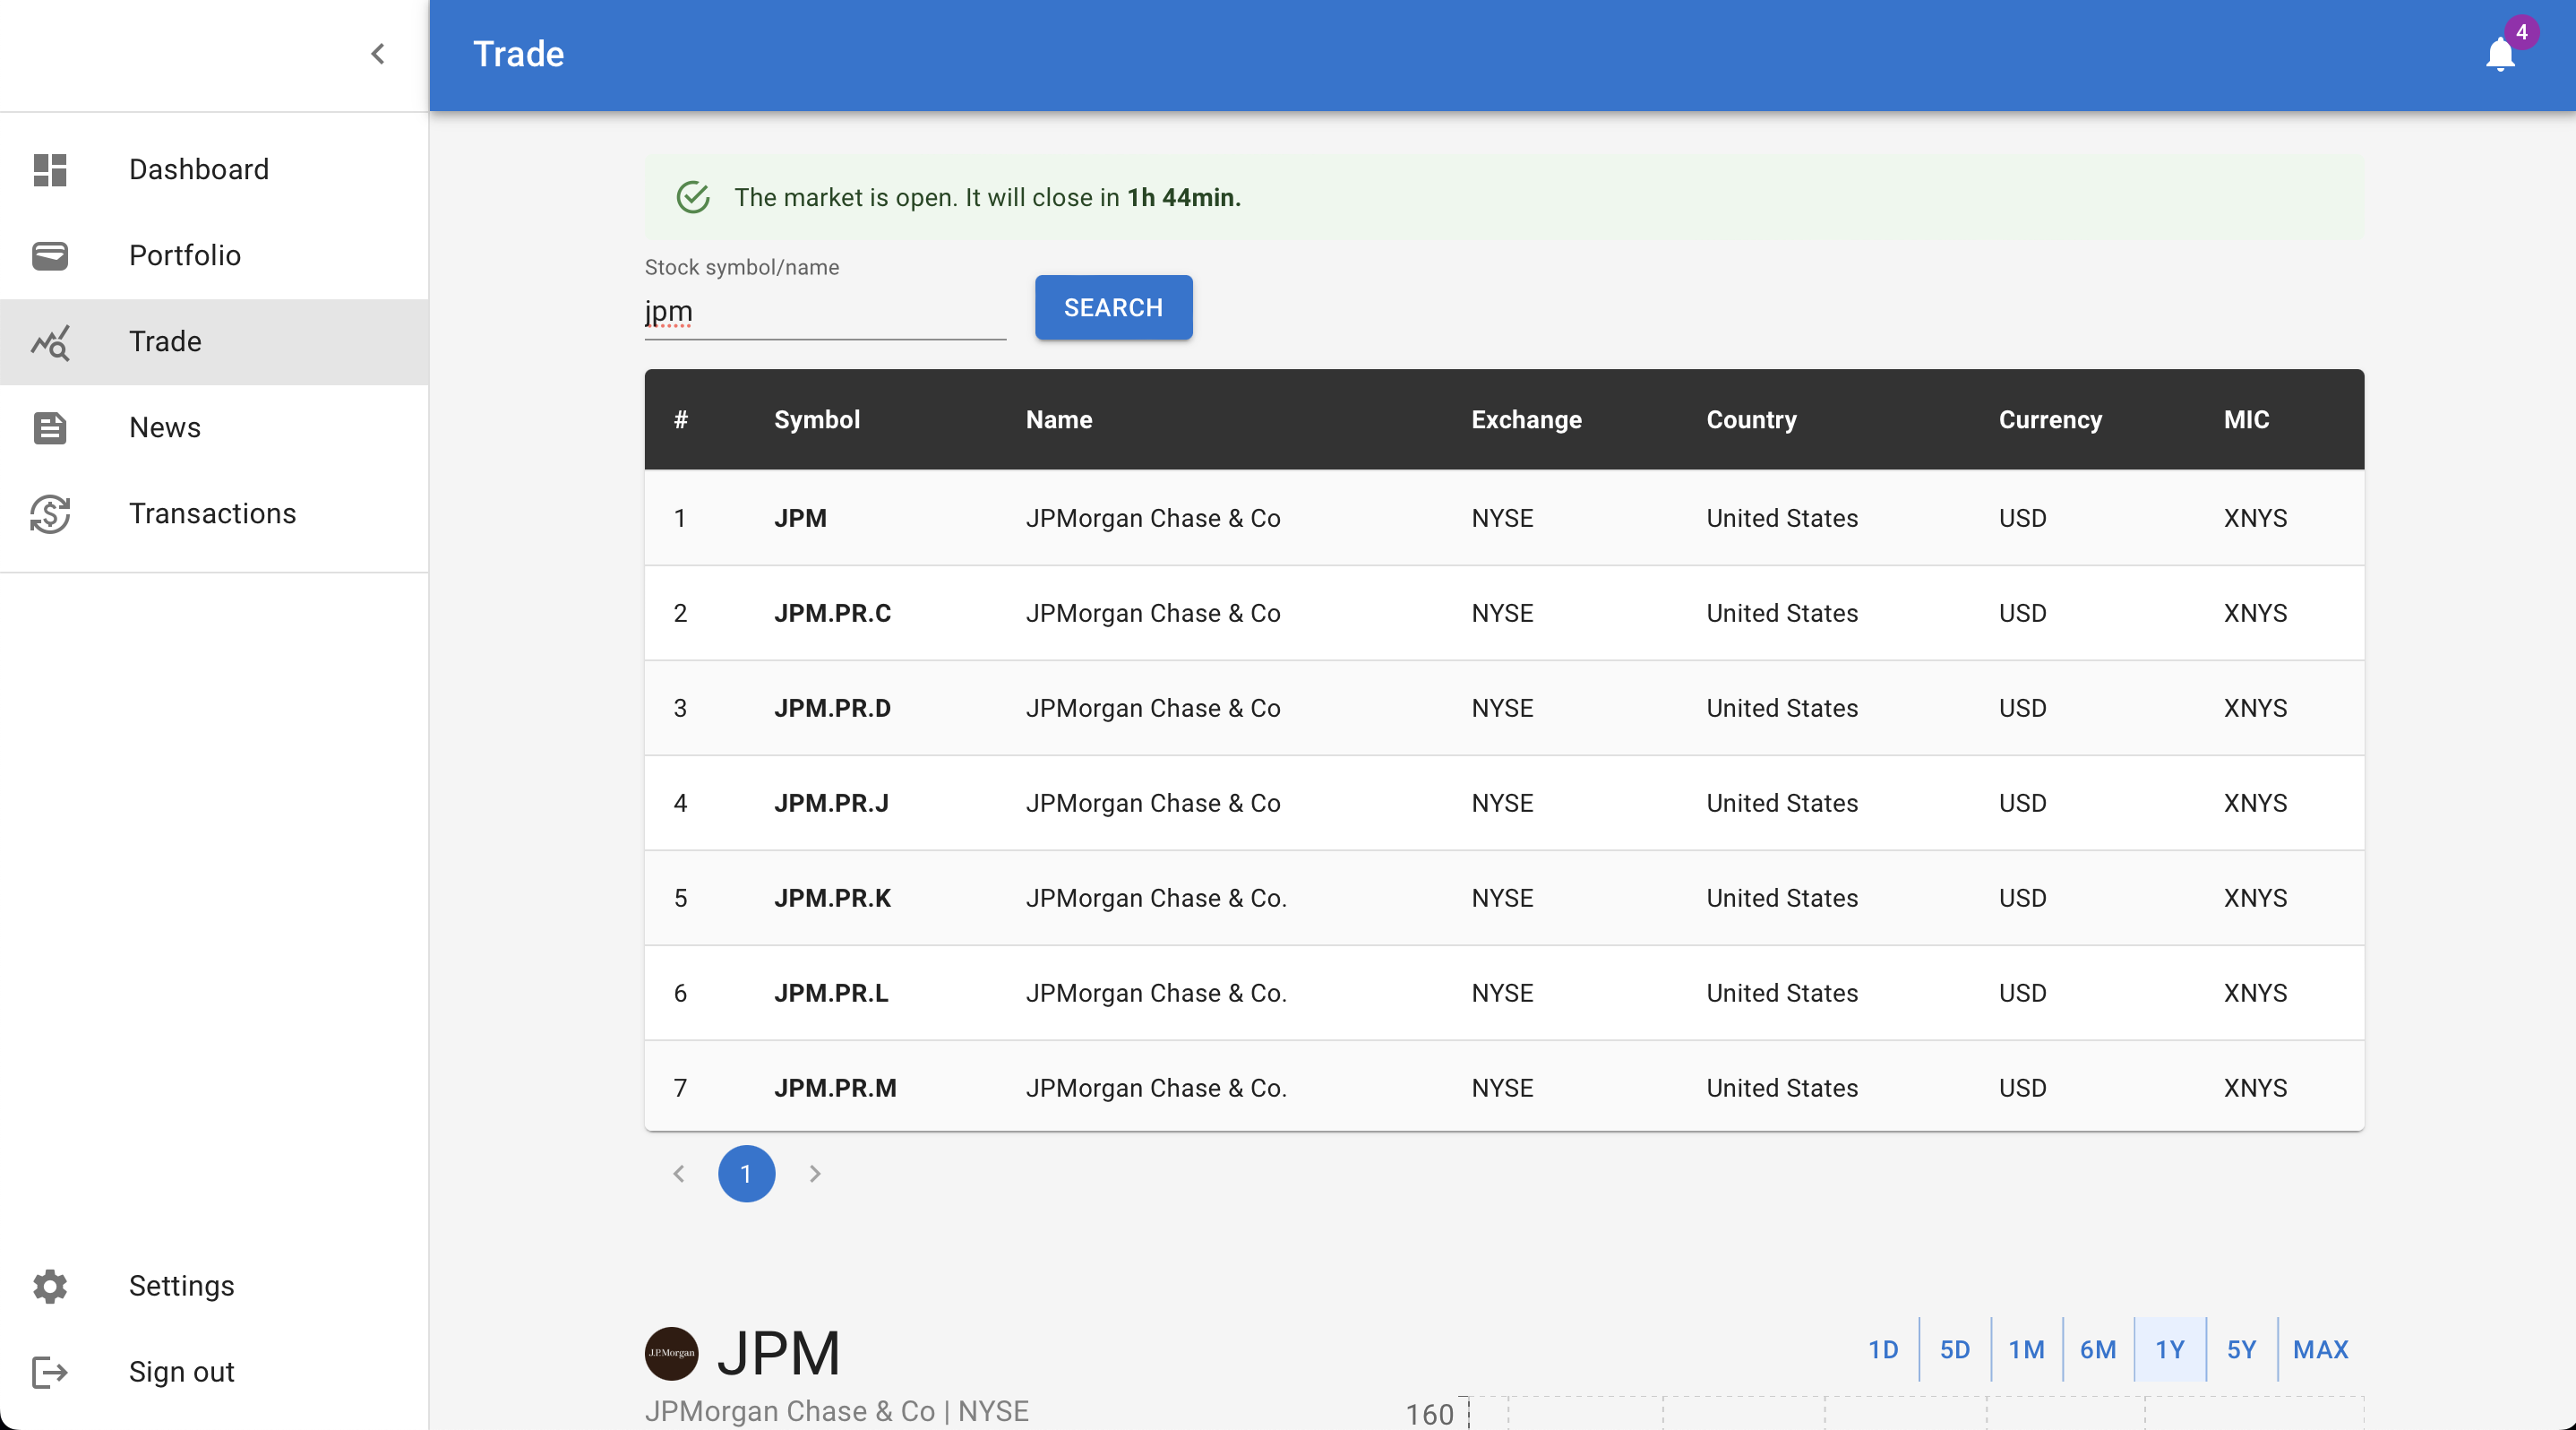 Trade
4
Dashboard
Portfolio
Trade
News
Transactions
Settings
Sign out
The market is open. It will close in 1h 44min.
Stock symbol/name
jpm
SEARCH
# Symbol Name Exchange Country Currency MIC
1 JPM JPMorgan Chase & Co NYSE United States USD XNYS
2 JPM.PR.C JPMorgan Chase & Co NYSE United States USD XNYS
3 JPM.PR.D JPMorgan Chase & Co NYSE United States USD XNYS
4 JPM.PR.J JPMorgan Chase & Co NYSE United States USD XNYS
5 JPM.PR.K JPMorgan Chase & Co. NYSE United States USD XNYS
6 JPM.PR.L JPMorgan Chase & Co. NYSE United States USD XNYS
7 JPM.PR.M JPMorgan Chase & Co. NYSE United States USD XNYS
1
J.P.Morgan
JPM
JPMorgan Chase & Co | NYSE
1D 5D 1M 6M 1Y 5Y MAX
160